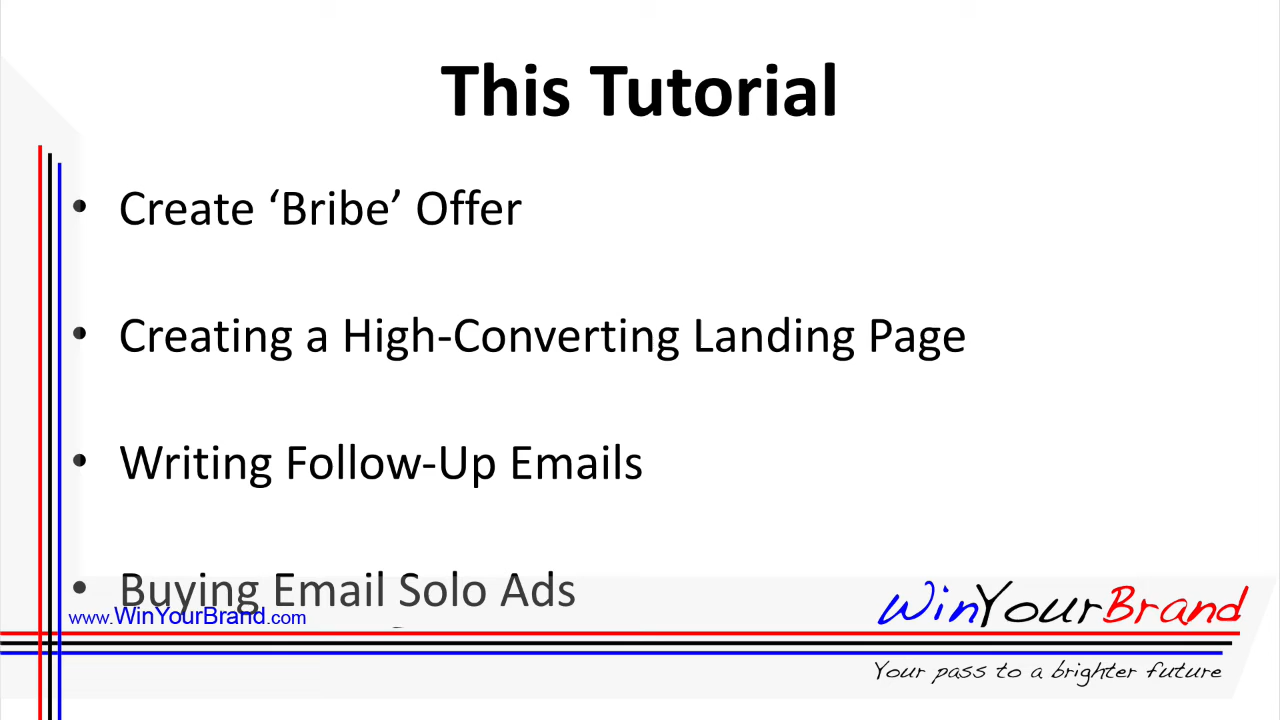 This Tutorial
• Create ‘Bribe’ Offer
• Creating a High-Converting Landing Page
• Writing Follow-Up Emails
• Buying Email Solo Ads
www.WinYourBrand.com
WinYourBrand
Your pass to a brighter future